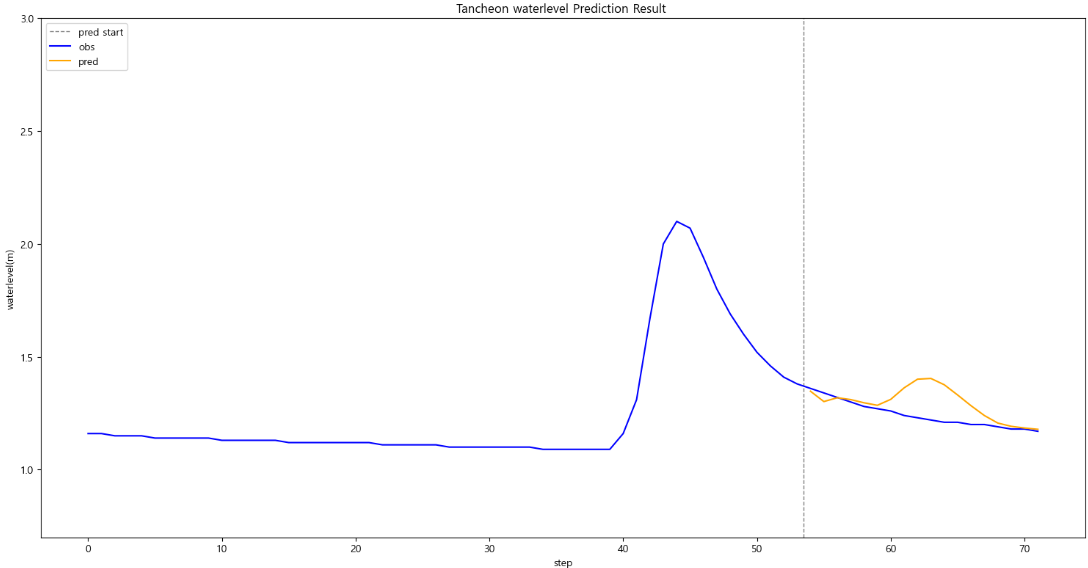 Tancheon waterlevel Prediction Result
pred start
obs
pred
3.0
2.5
2.0
1.5
1.0
waterlevel(m)
0 10 20 30 40 50 60 70
step